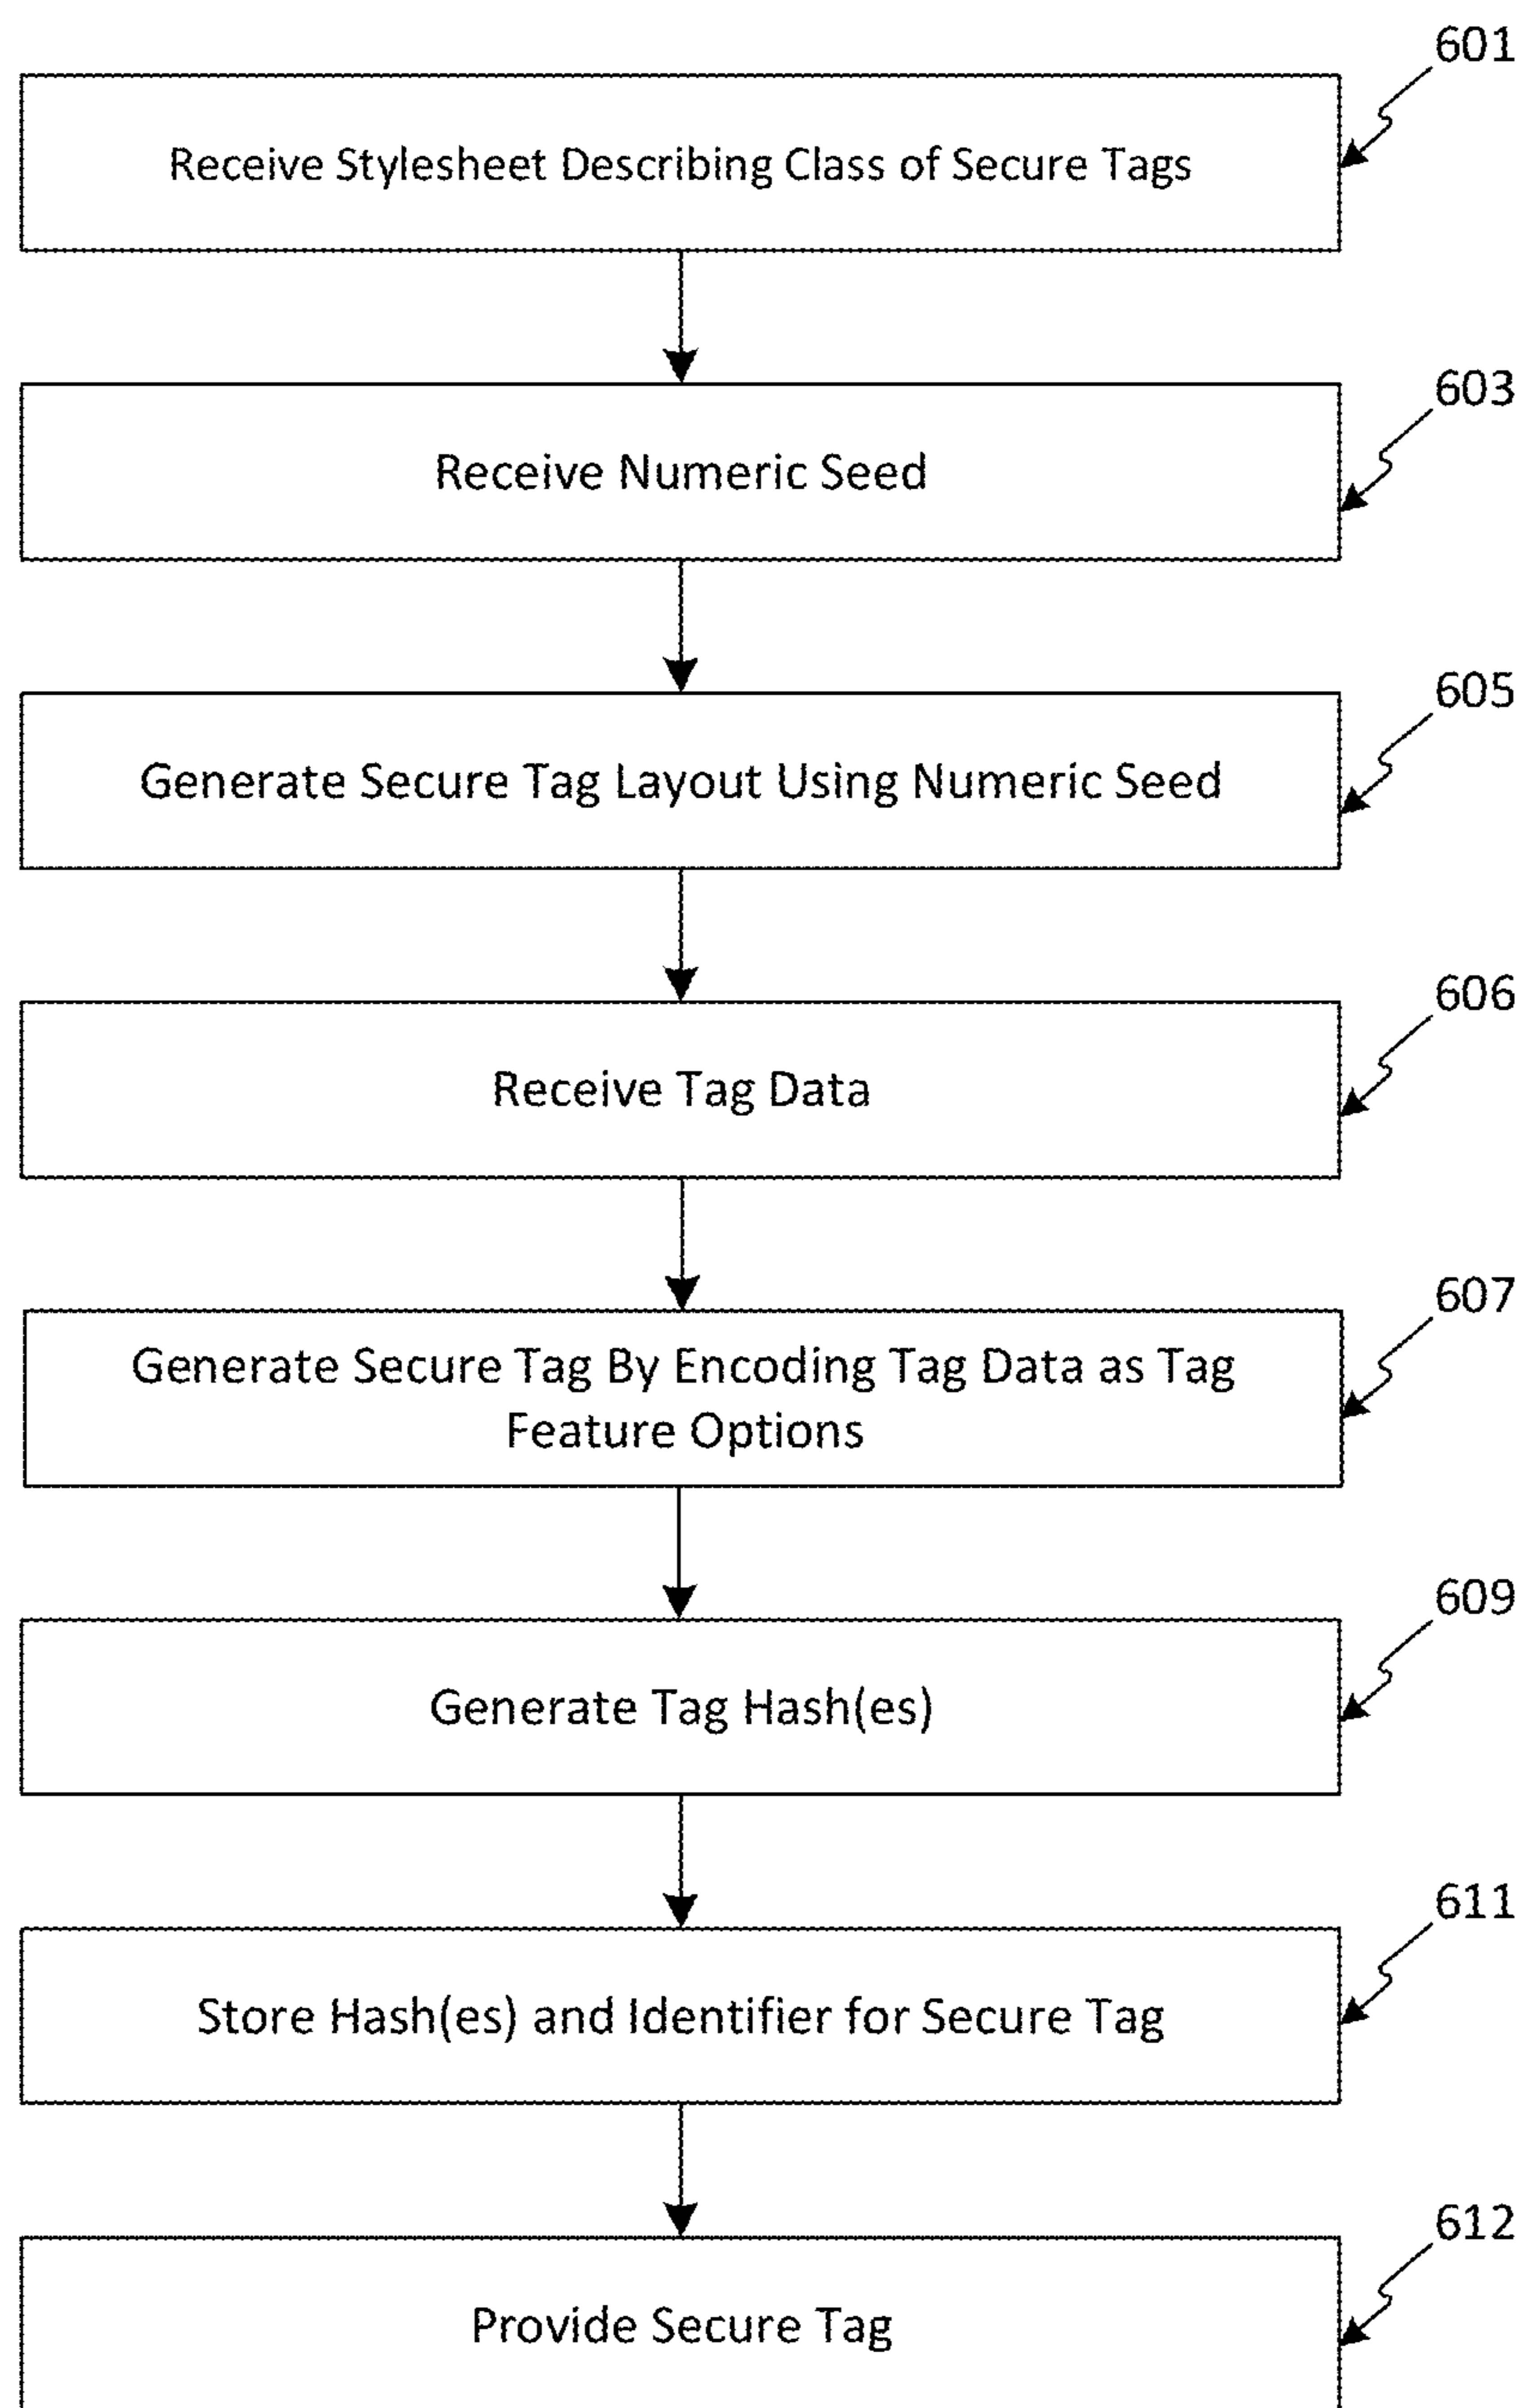 601
Receive Stylesheet Describing Class of Secure Tags
603
Receive Numeric Seed
605
Generate Secure Tag Layout Using Numeric Seed
606
Receive Tag Data
607
Generate Secure Tag By Encoding Tag Data as Tag
Feature Options
609
Generate Tag Hash(es)
611
Store Hash(es) and Identifier for Secure Tag
612
Provide Secure Tag